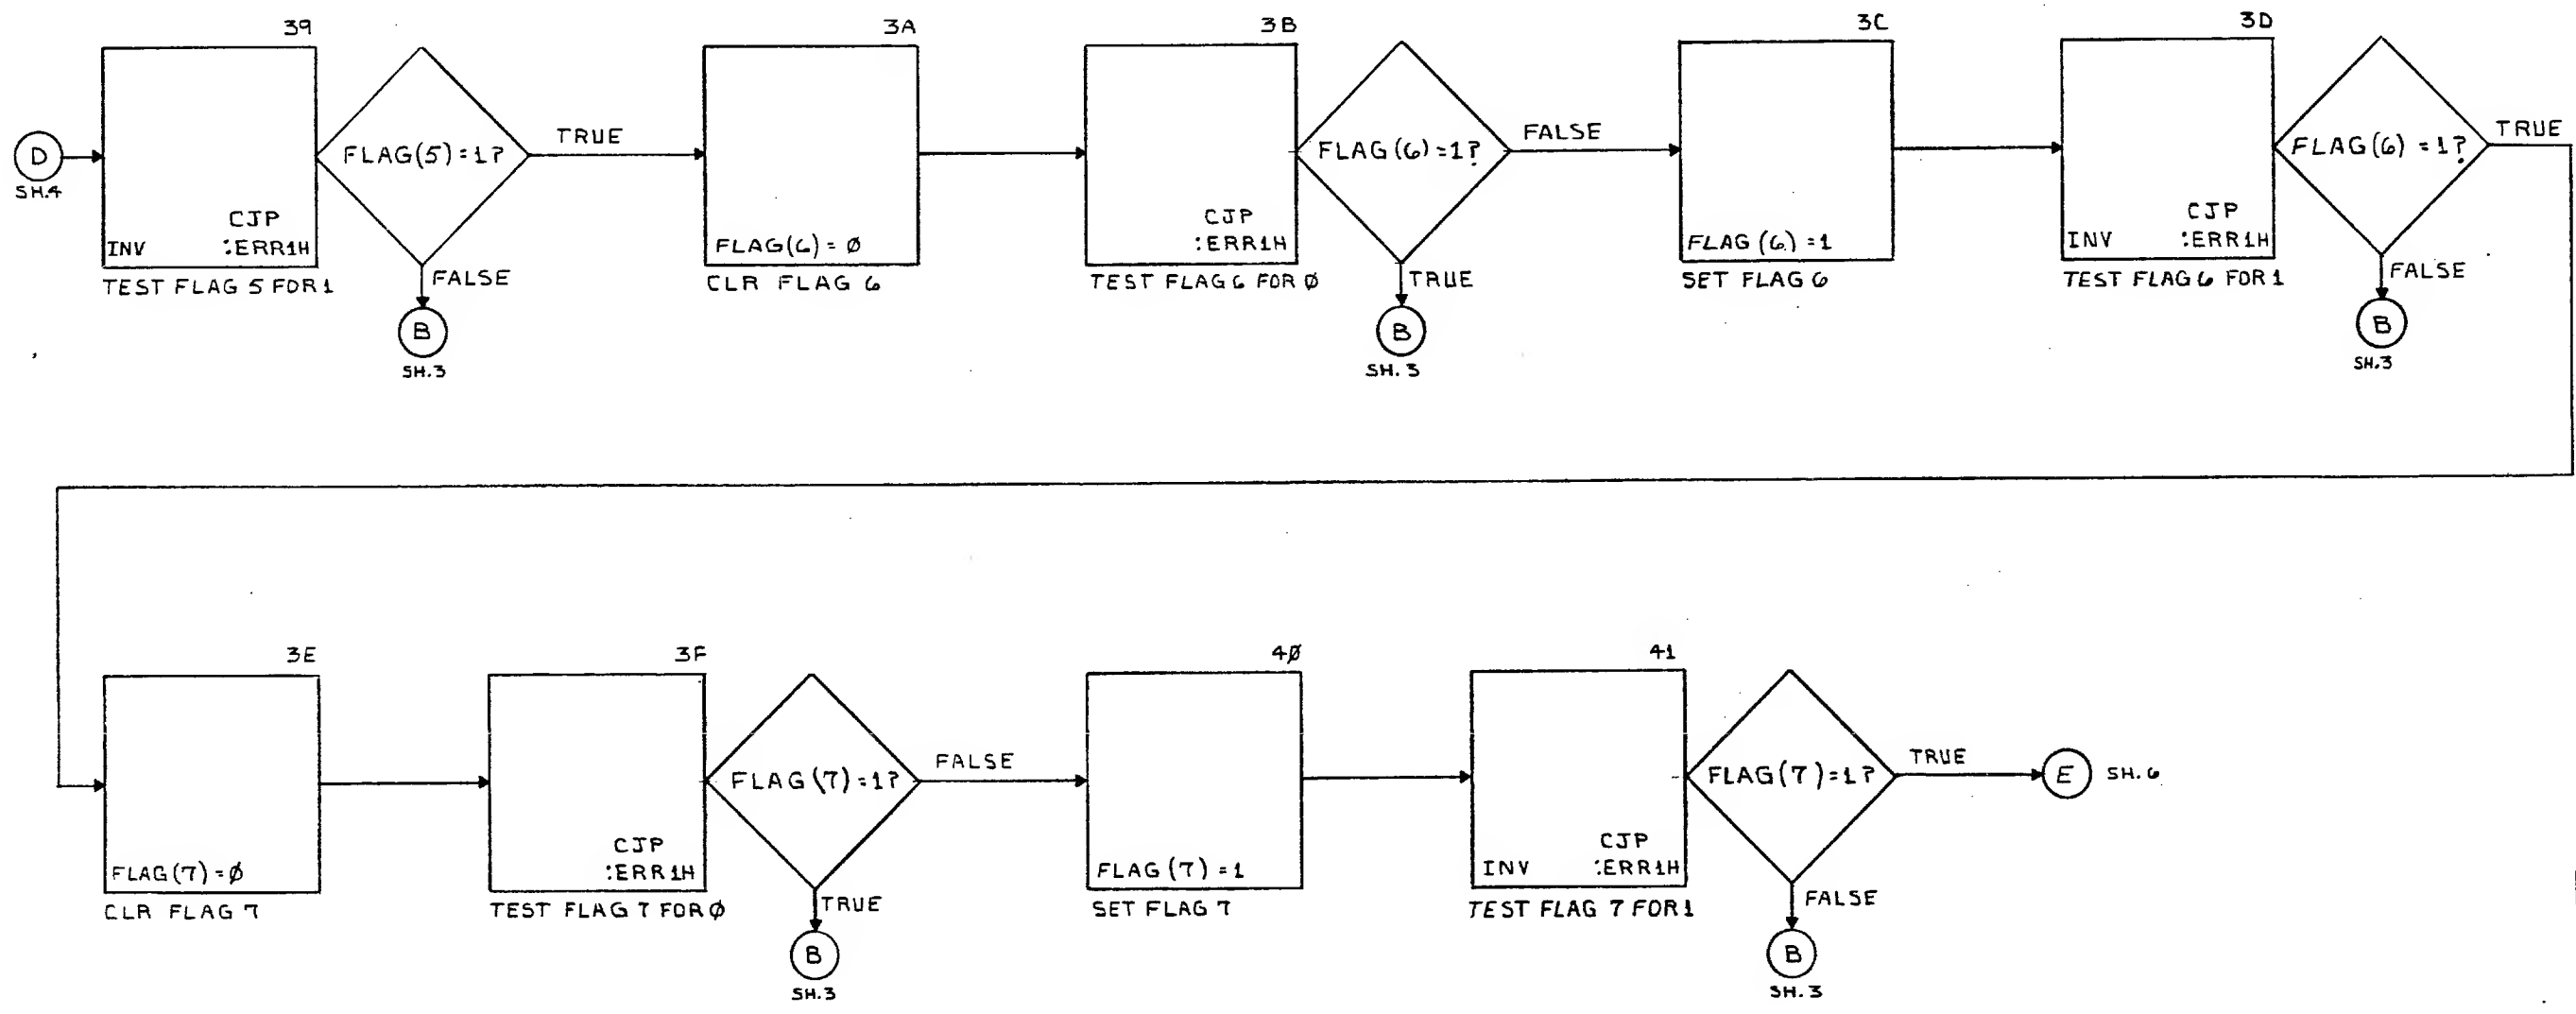 39
3A
3B
3C
3D
D
SH.4
FLAG(5)=1?
TRUE
FLAG(6)=1?
FALSE
FLAG(6)=1?
TRUE
CJP
INV :ERR1H
FLAG(6)=Ø
CJP
:ERR1H
FLAG(6)=1
CJP
INV :ERR1H
TEST FLAG 5 FOR 1
FALSE
CLR FLAG 6
TEST FLAG 6 FOR Ø
TRUE
SET FLAG 6
TEST FLAG 6 FOR 1
FALSE
B
SH.3
B
SH.3
B
SH.3
3E
3F
4Ø
41
FLAG(7)=1?
FALSE
FLAG(7)=1?
TRUE
E
SH.6
FLAG(7)=Ø
CJP
:ERR1H
FLAG(7)=1
CJP
INV :ERR1H
CLR FLAG 7
TEST FLAG 7 FOR Ø
TRUE
SET FLAG 7
TEST FLAG 7 FOR 1
FALSE
B
SH.3
B
SH.3